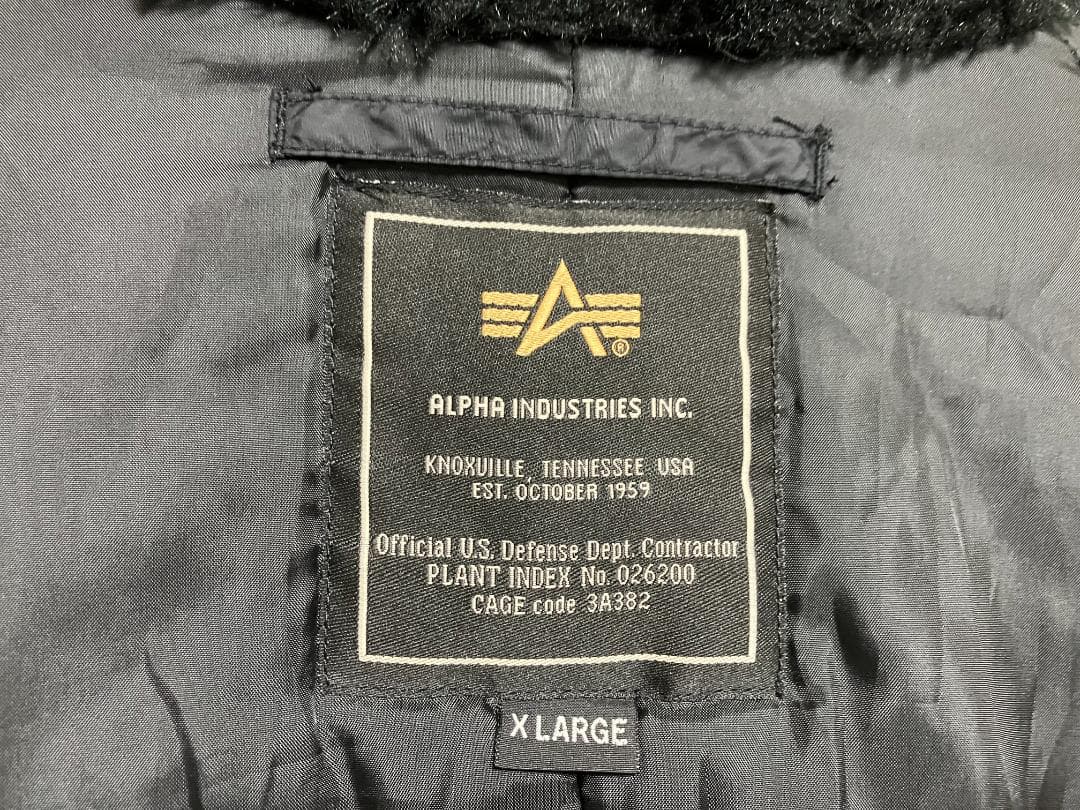 ®
ALPHA INDUSTRIES INC.
KNOXVILLE, TENNESSEE USA
EST. OCTOBER 1959
Official U.S. Defense Dept. Contractor
PLANT INDEX No. 026200
CAGE code 3A382
X LARGE